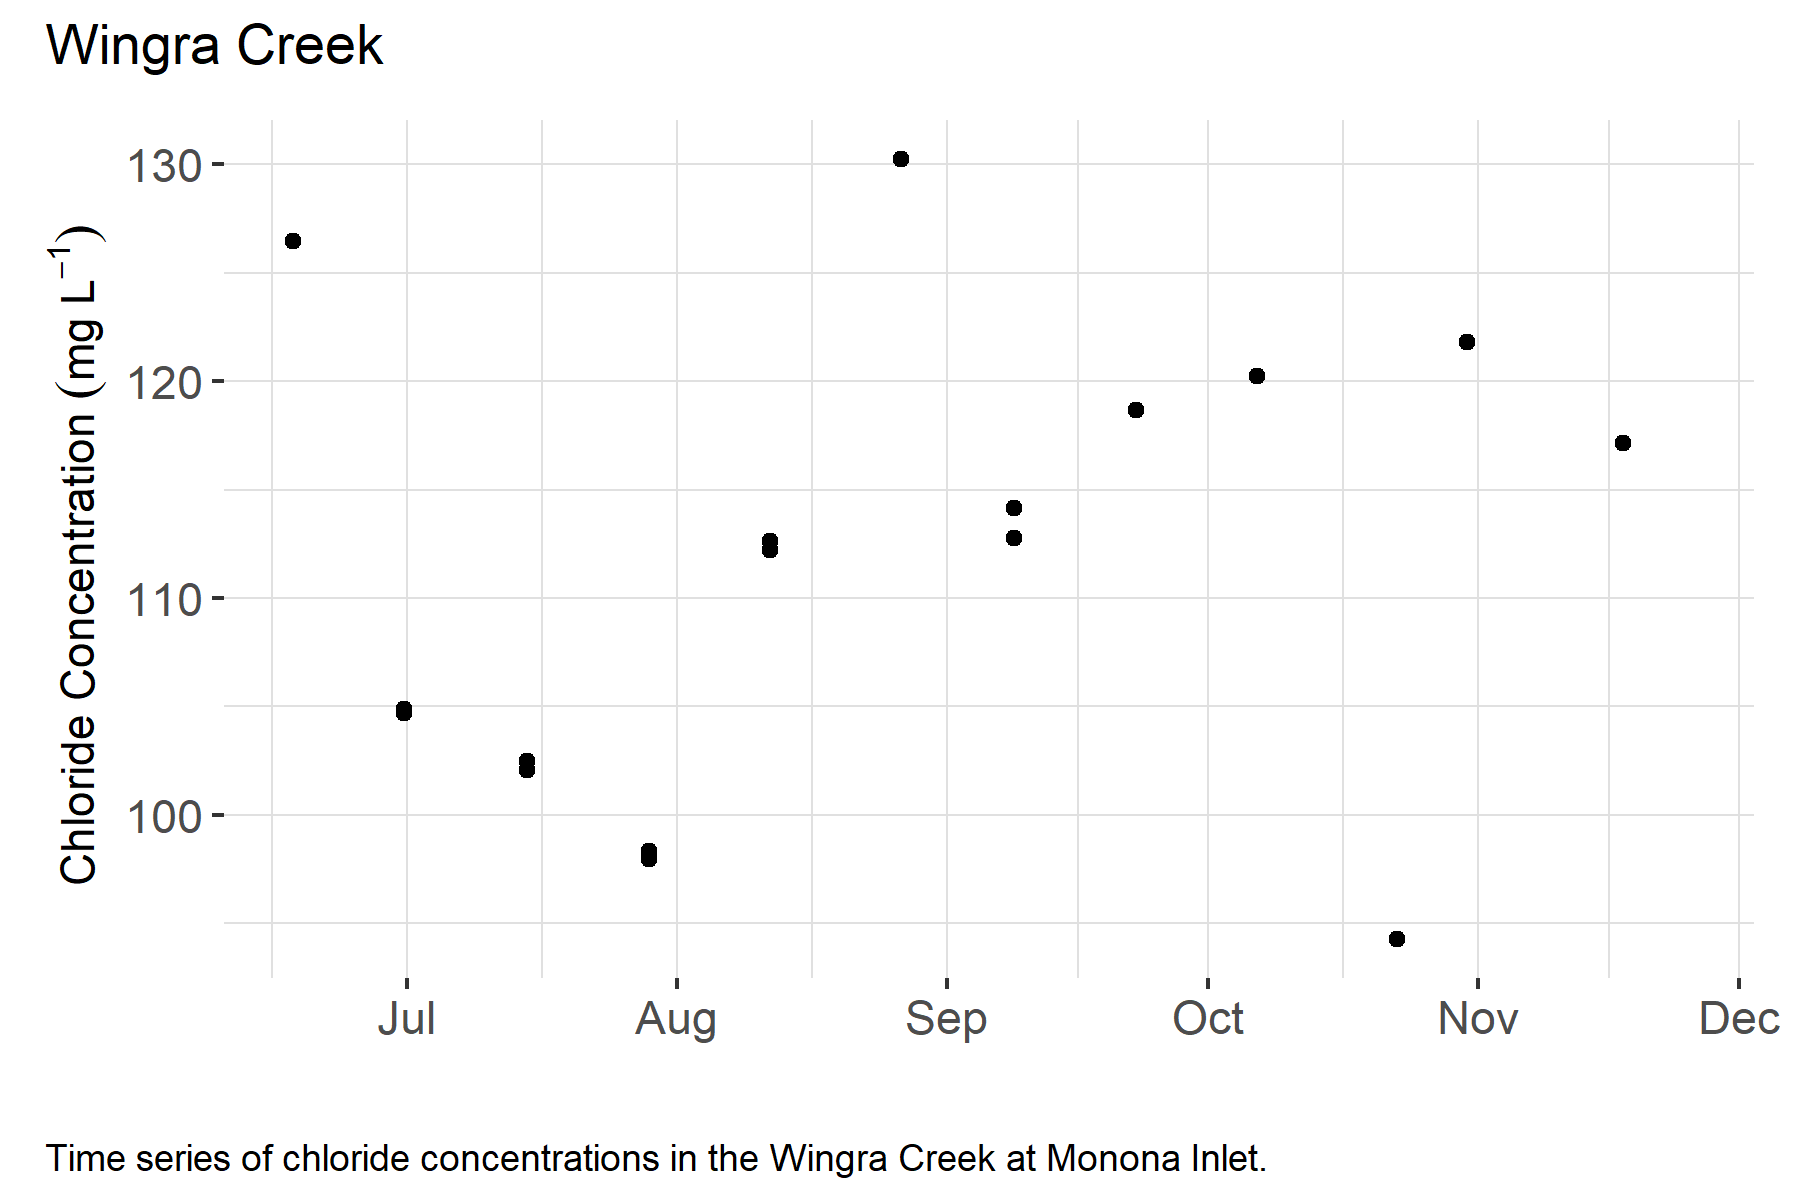 Wingra Creek
Chloride Concentration (mg L⁻¹)
130
120
110
100
Jul Aug Sep Oct Nov Dec
Time series of chloride concentrations in the Wingra Creek at Monona Inlet.